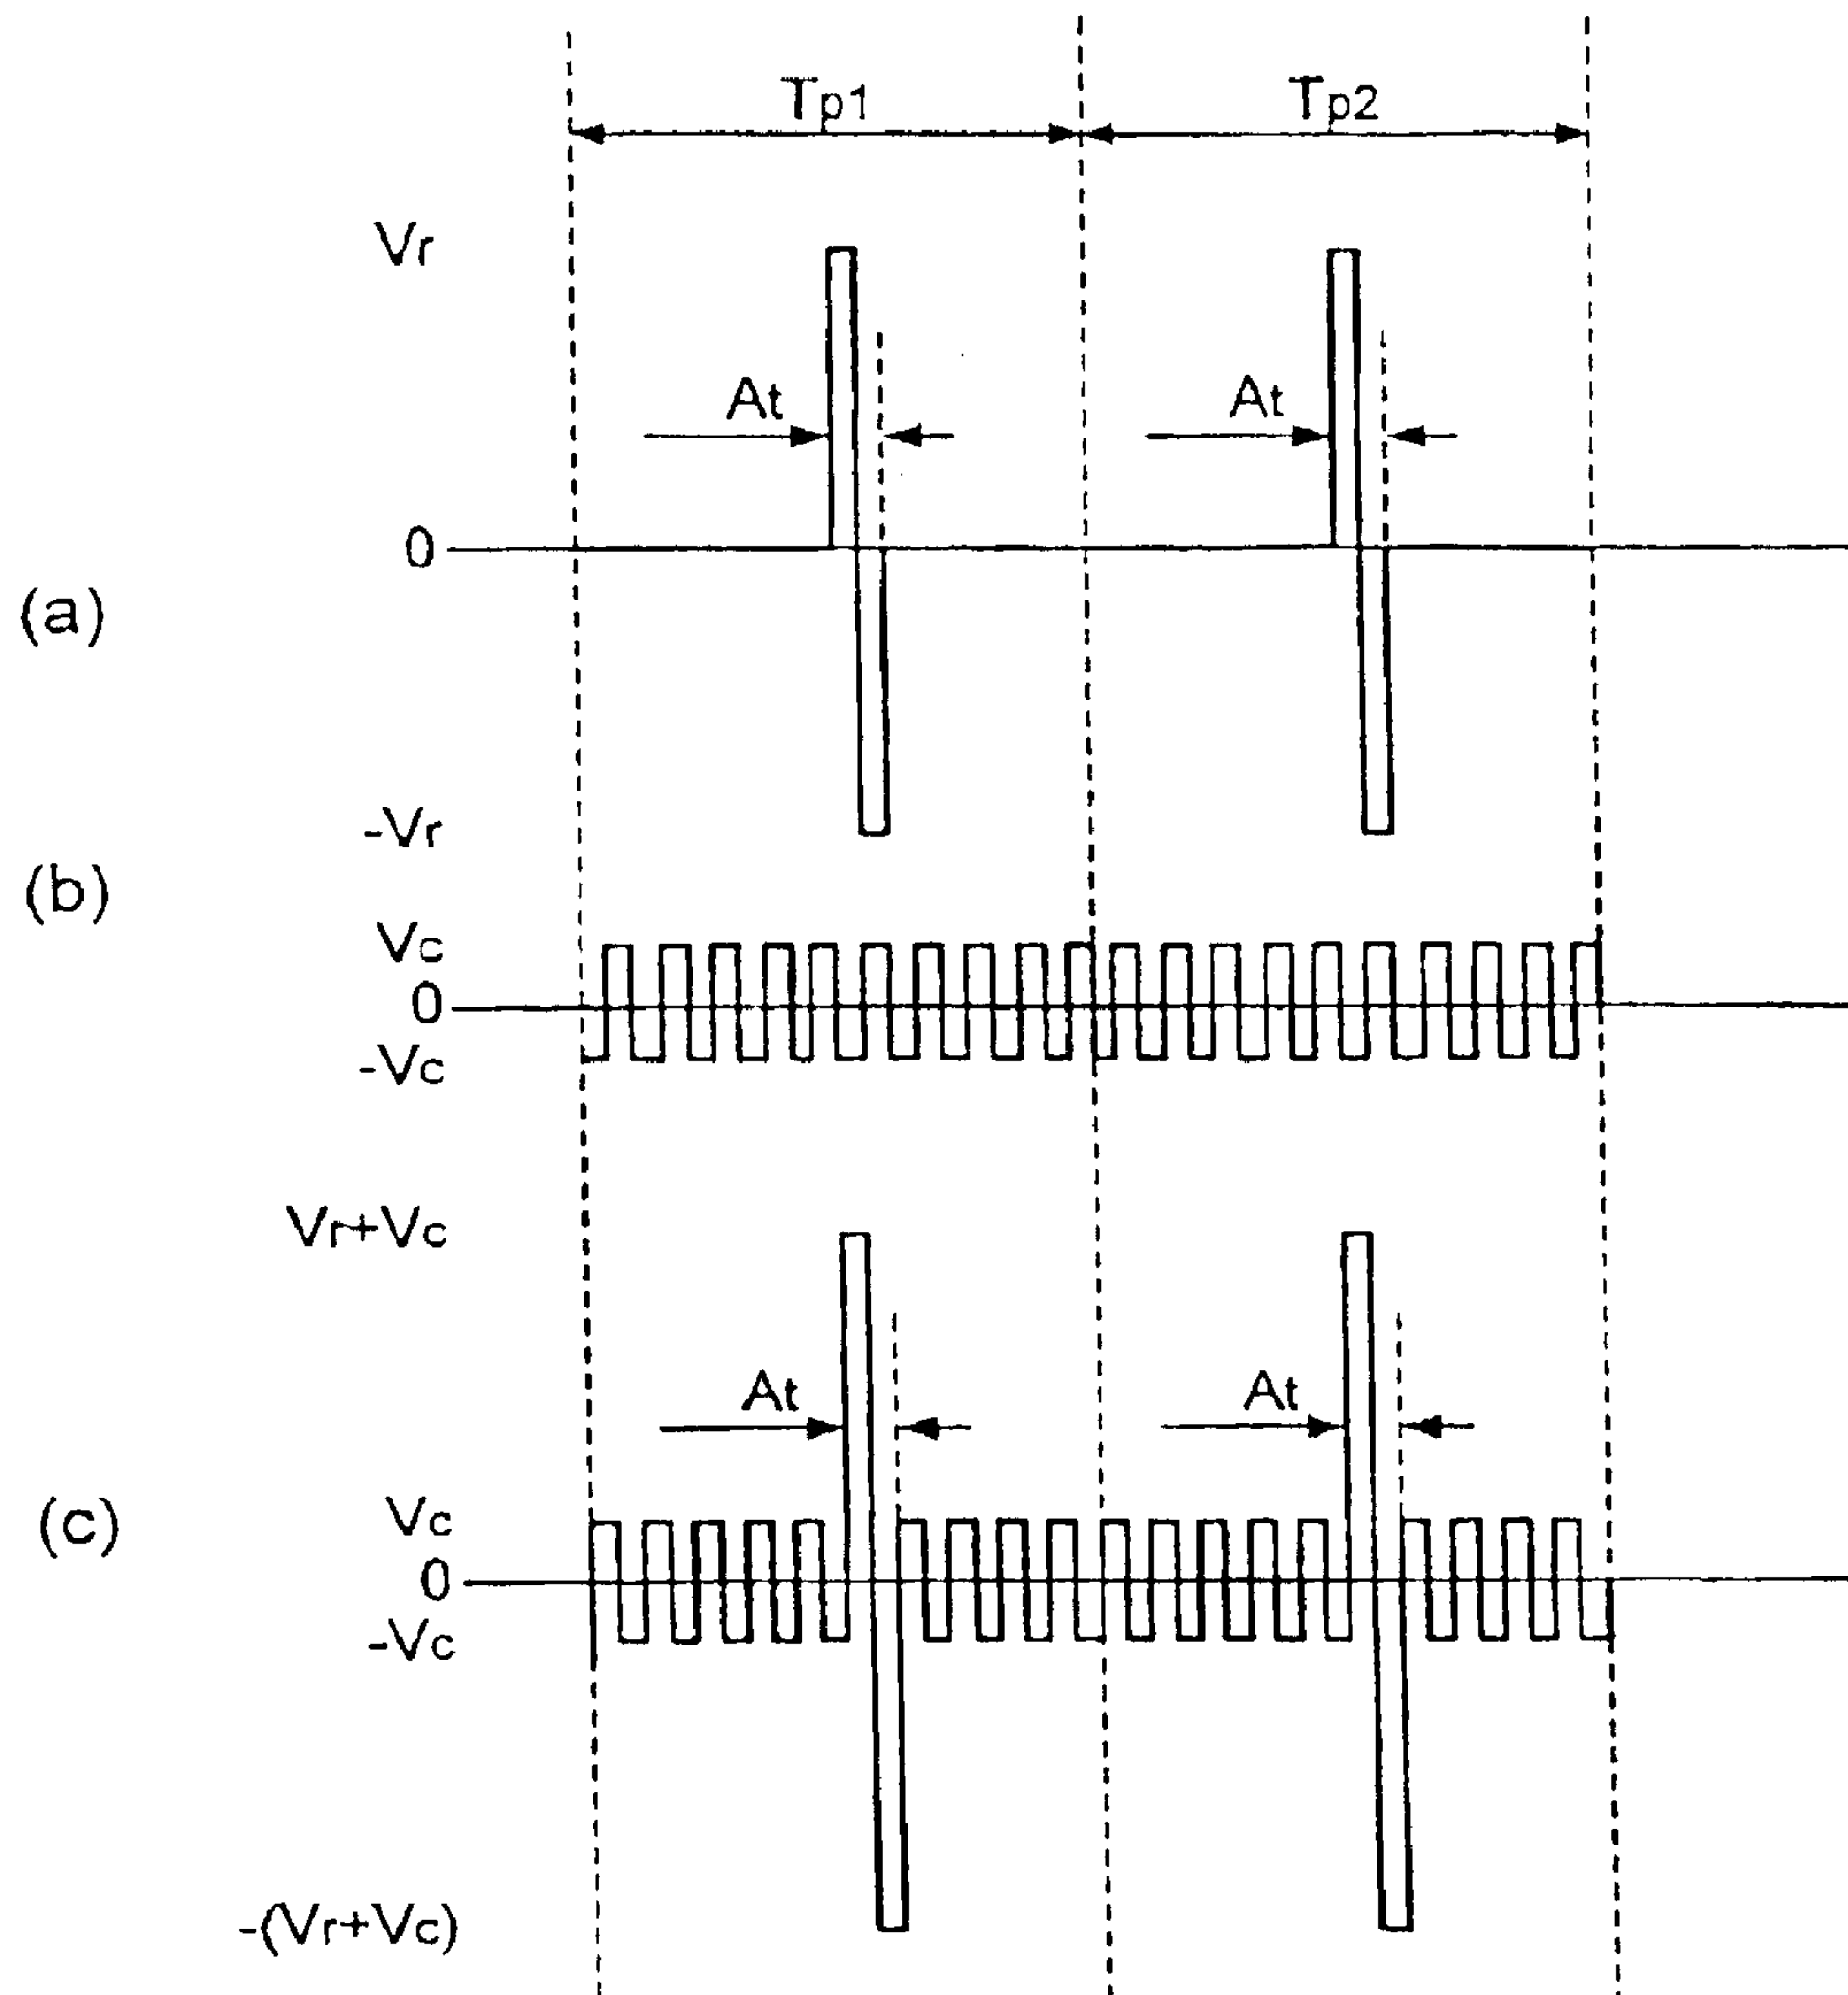 Tp1 Tp2
Vr
At At
0
(a)
-Vr
(b)
Vc
0
-Vc
Vr+Vc
At At
(c)
Vc
0
-Vc
-(Vr+Vc)